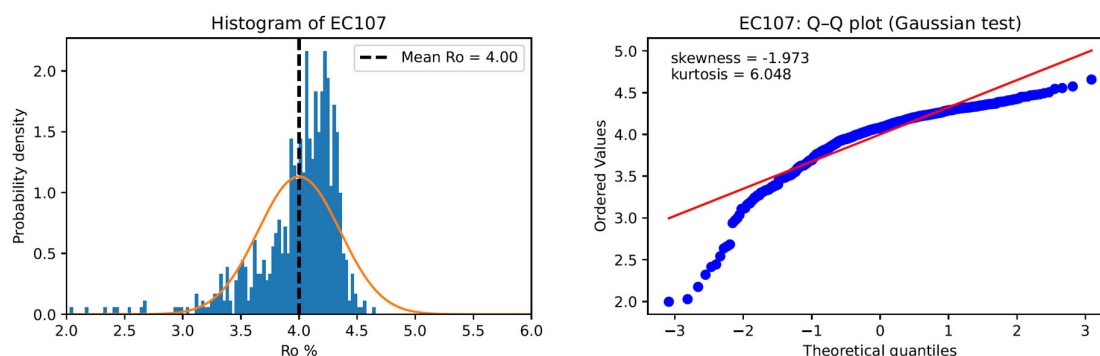 Histogram of EC107
Mean Ro = 4.00
Probability density
2.0
1.5
1.0
0.5
0.0
2.0 2.5 3.0 3.5 4.0 4.5 5.0 5.5 6.0
Ro %
EC107: Q–Q plot (Gaussian test)
skewness = -1.973
kurtosis = 6.048
Ordered Values
5.0
4.5
4.0
3.5
3.0
2.5
2.0
−3 −2 −1 0 1 2 3
Theoretical quantiles